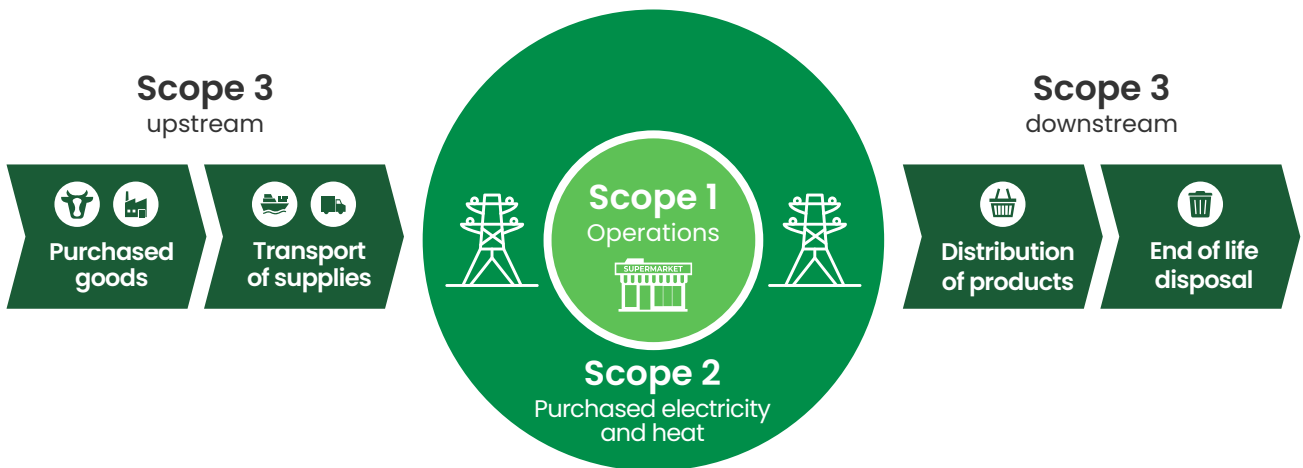 Scope 3
upstream
Purchased
goods
Transport
of supplies
Scope 1
Operations
SUPERMARKET
Scope 2
Purchased electricity
and heat
Scope 3
downstream
Distribution
of products
End of life
disposal